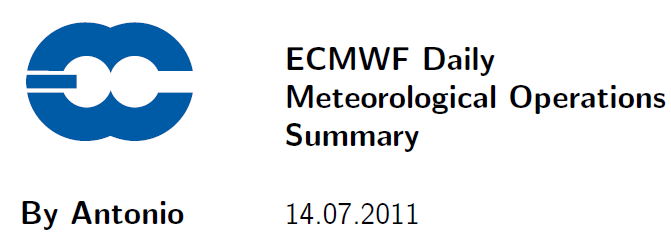 ECMWF Daily
Meteorological Operations
Summary
By Antonio
14.07.2011